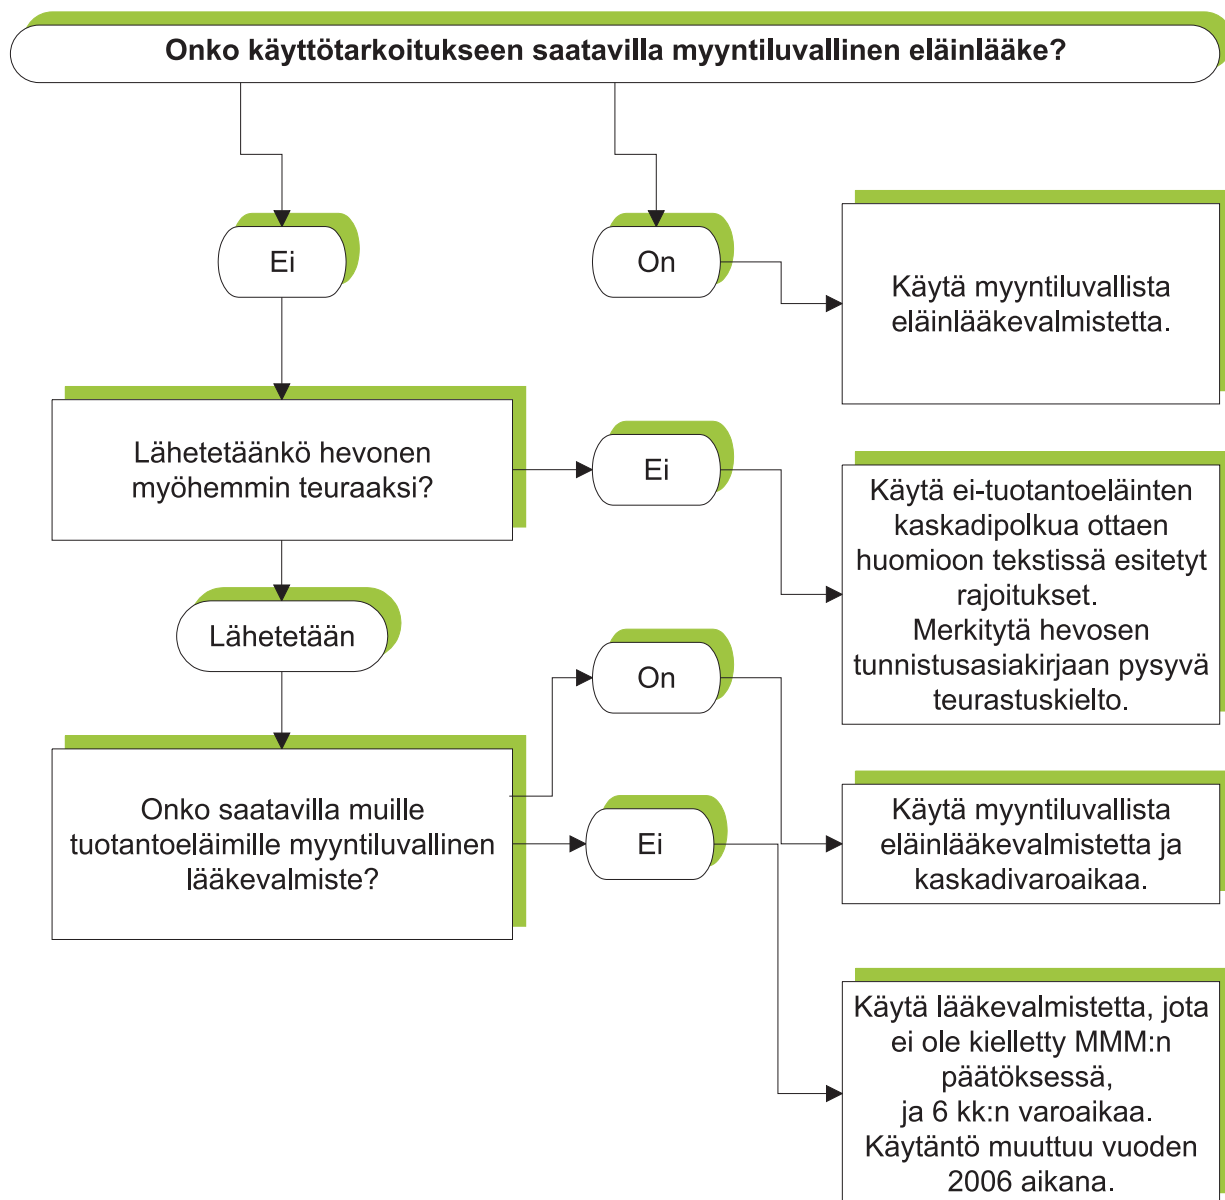 Onko käyttötarkoitukseen saatavilla myyntiluvallinen eläinlääke?
Ei
On
Käytä myyntiluvallista
eläinlääkevalmistetta.
Lähetetäänkö hevonen
myöhemmin teuraaksi?
Ei
Käytä ei-tuotantoeläinten
kaskadipolkua ottaen
huomioon tekstissä esitetyt
rajoitukset.
Merkitytä hevosen
tunnistusasiakirjaan pysyvä
teurastuskielto.
Lähetetään
On
Onko saatavilla muille
tuotantoeläimille myyntiluvallinen
lääkevalmiste?
Ei
Käytä myyntiluvallista
eläinlääkevalmistetta ja
kaskadivaroaikaa.
Käytä lääkevalmistetta, jota
ei ole kielletty MMM:n
päätöksessä,
ja 6 kk:n varoaikaa.
Käytäntö muuttuu vuoden
2006 aikana.